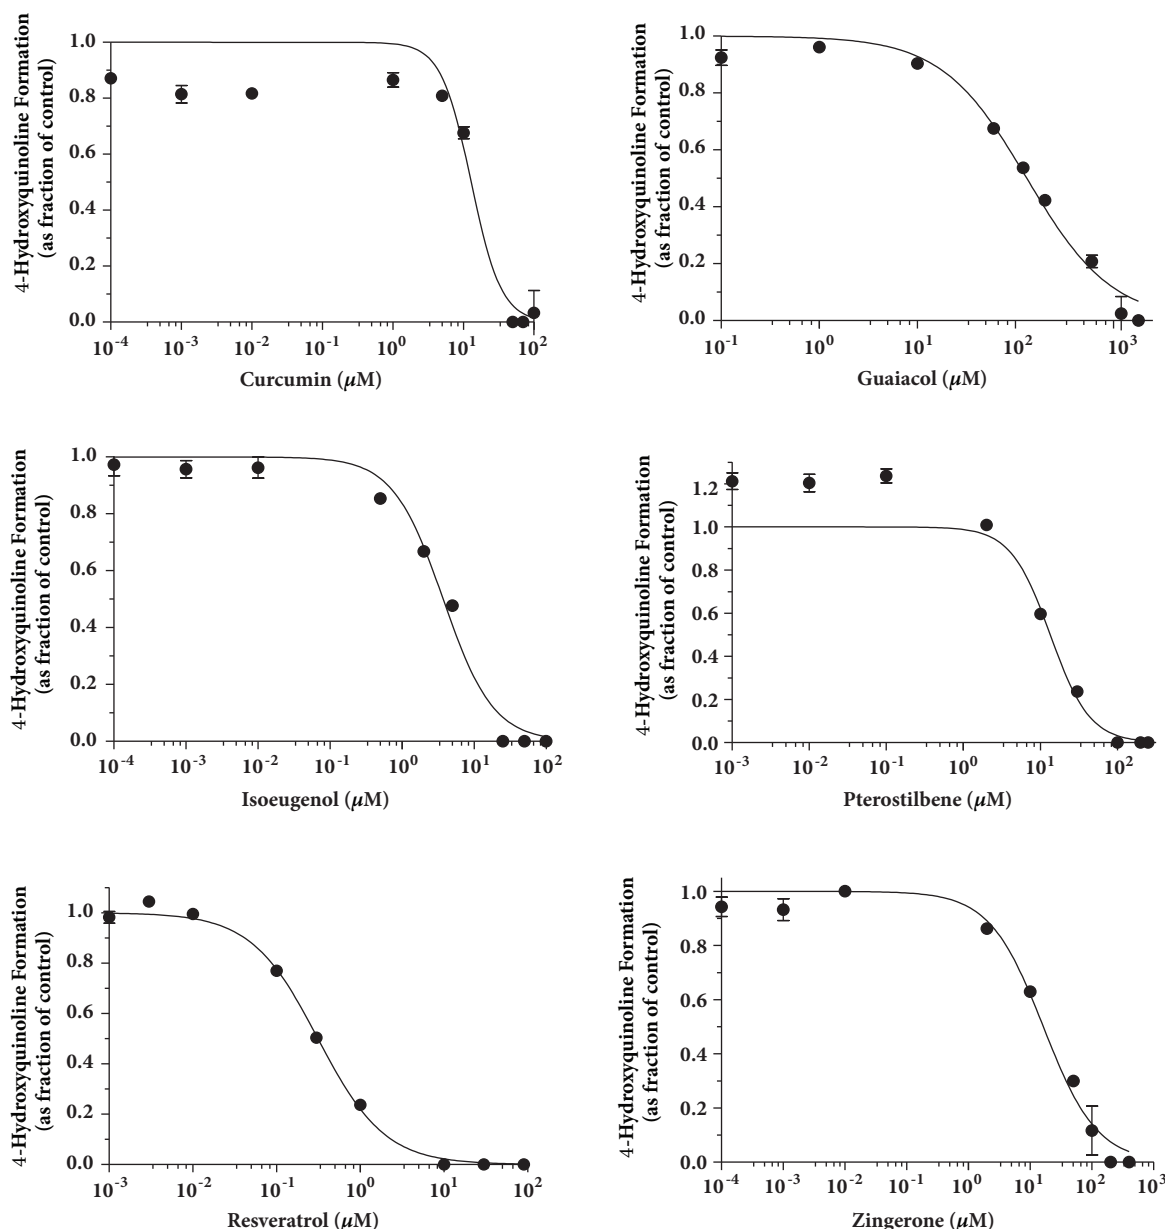 4-Hydroxyquinoline Formation
(as fraction of control)
1.0
0.8
0.6
0.4
0.2
0.0
10-4 10-3 10-2 10-1 100 101 102
Curcumin (μM)
4-Hydroxyquinoline Formation
(as fraction of control)
1.0
0.8
0.6
0.4
0.2
0.0
10-1 100 101 102 103
Guaiacol (μM)
4-Hydroxyquinoline Formation
(as fraction of control)
1.0
0.8
0.6
0.4
0.2
0.0
10-4 10-3 10-2 10-1 100 101 102
Isoeugenol (μM)
4-Hydroxyquinoline Formation
(as fraction of control)
1.2
1.0
0.8
0.6
0.4
0.2
0.0
10-3 10-2 10-1 100 101 102
Pterostilbene (μM)
4-Hydroxyquinoline Formation
(as fraction of control)
1.0
0.8
0.6
0.4
0.2
0.0
10-3 10-2 10-1 100 101 102
Resveratrol (μM)
4-Hydroxyquinoline Formation
(as fraction of control)
1.0
0.8
0.6
0.4
0.2
0.0
10-4 10-3 10-2 10-1 100 101 102 103
Zingerone (μM)